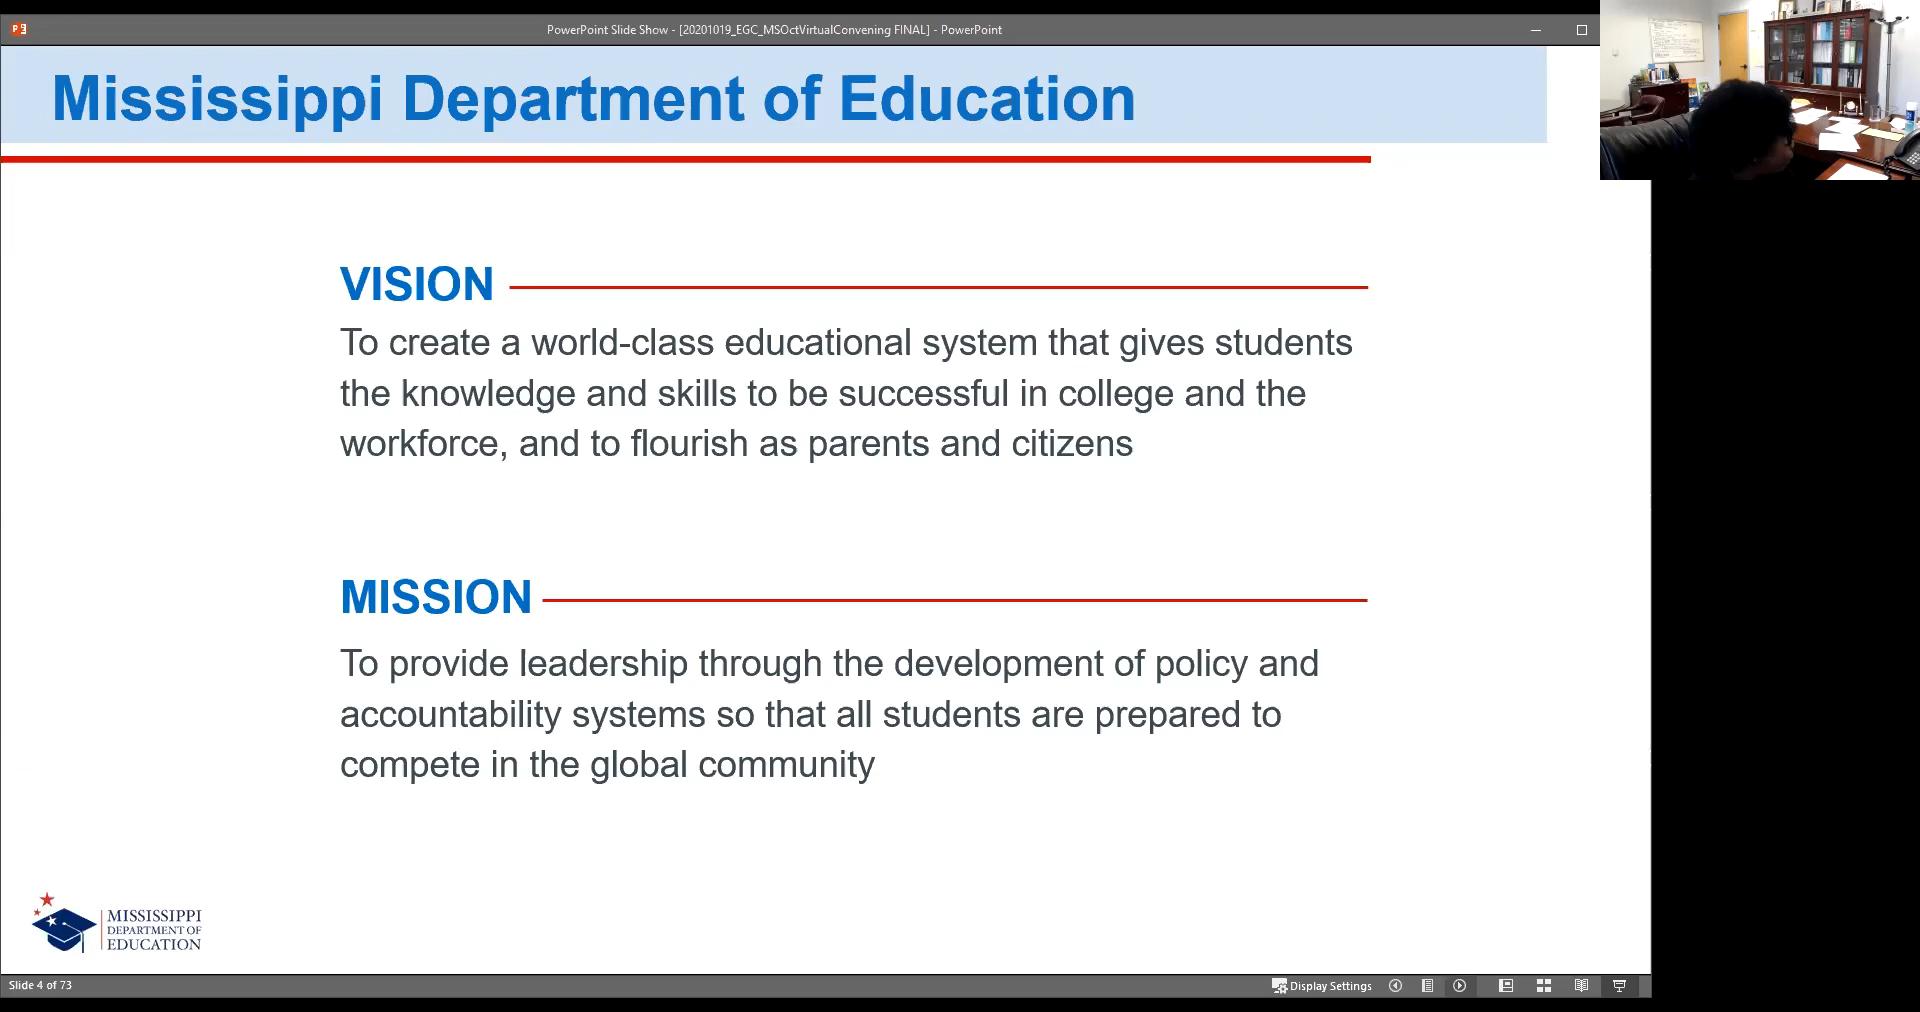 PowerPoint Slide Show - [20201019_EGC_MSOctVirtualConvening FINAL] - PowerPoint
Mississippi Department of Education
VISION
To create a world-class educational system that gives students
the knowledge and skills to be successful in college and the
workforce, and to flourish as parents and citizens
MISSION
To provide leadership through the development of policy and
accountability systems so that all students are prepared to
compete in the global community
MISSISSIPPI
DEPARTMENT OF
EDUCATION
Slide 4 of 73
Display Settings